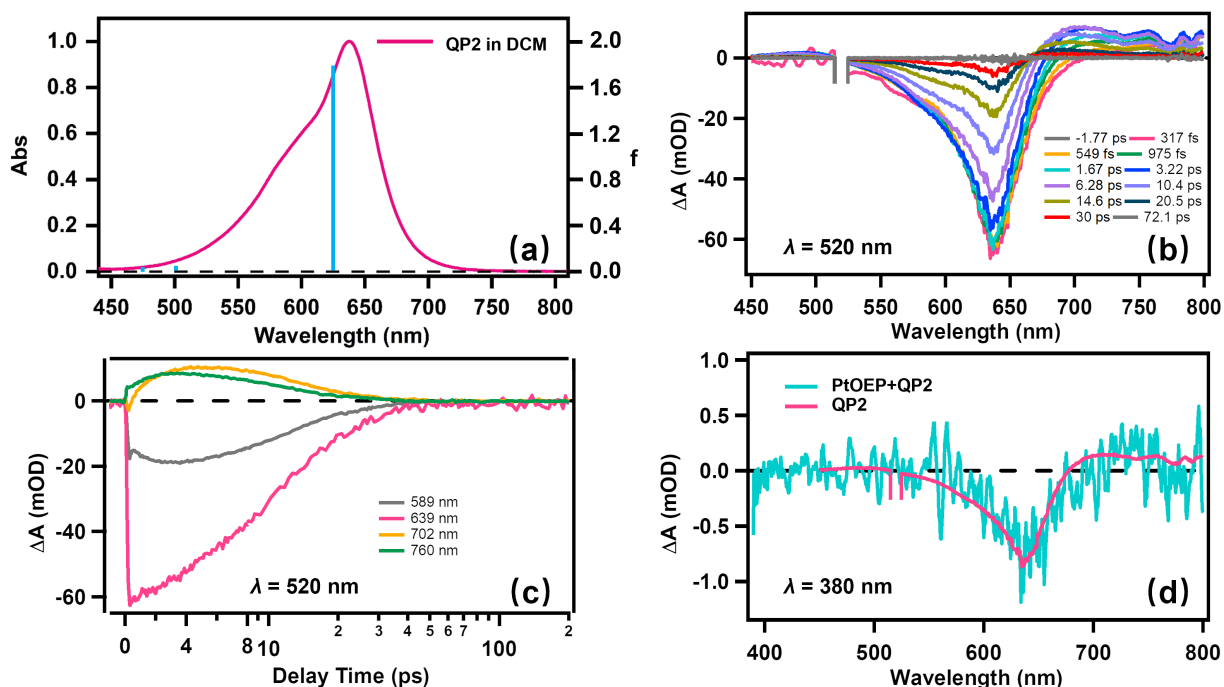 1.0
0.8
0.6
0.4
0.2
0.0
Abs
2.0
1.6
1.2
0.8
0.4
0.0
f
QP2 in DCM
(a)
450 500 550 600 650 700 750 800
Wavelength (nm)
0
-20
-40
-60
ΔA (mOD)
-1.77 ps 317 fs
549 fs 975 fs
1.67 ps 3.22 ps
6.28 ps 10.4 ps
14.6 ps 20.5 ps
30 ps 72.1 ps
λ = 520 nm
(b)
450 500 550 600 650 700 750 800
Wavelength (nm)
0
-20
-40
-60
ΔA (mOD)
589 nm
639 nm
702 nm
760 nm
λ = 520 nm
(c)
0 4 8 10 2 3 4 5 6 7 100 2
Delay Time (ps)
1.0
0.5
0.0
-0.5
-1.0
ΔA (mOD)
PtOEP+QP2
QP2
λ = 380 nm
(d)
400 500 600 700 800
Wavelength (nm)